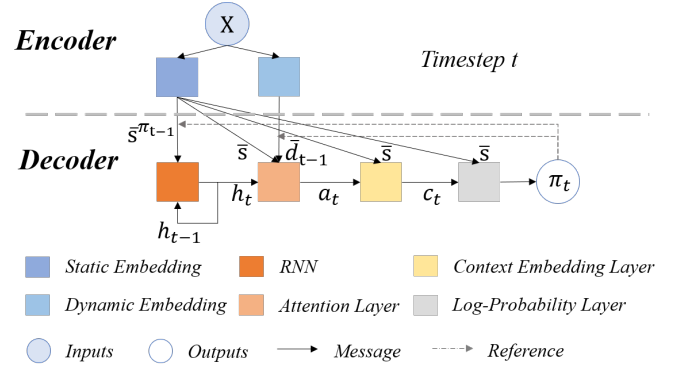 X
Encoder
Timestep t
s̄^π_{t−1}
s̄
d̄_{t−1}
s̄
s̄
Decoder
h_t
a_t
c_t
π_t
h_{t−1}
Static Embedding
RNN
Context Embedding Layer
Dynamic Embedding
Attention Layer
Log-Probability Layer
Inputs
Outputs
Message
Reference